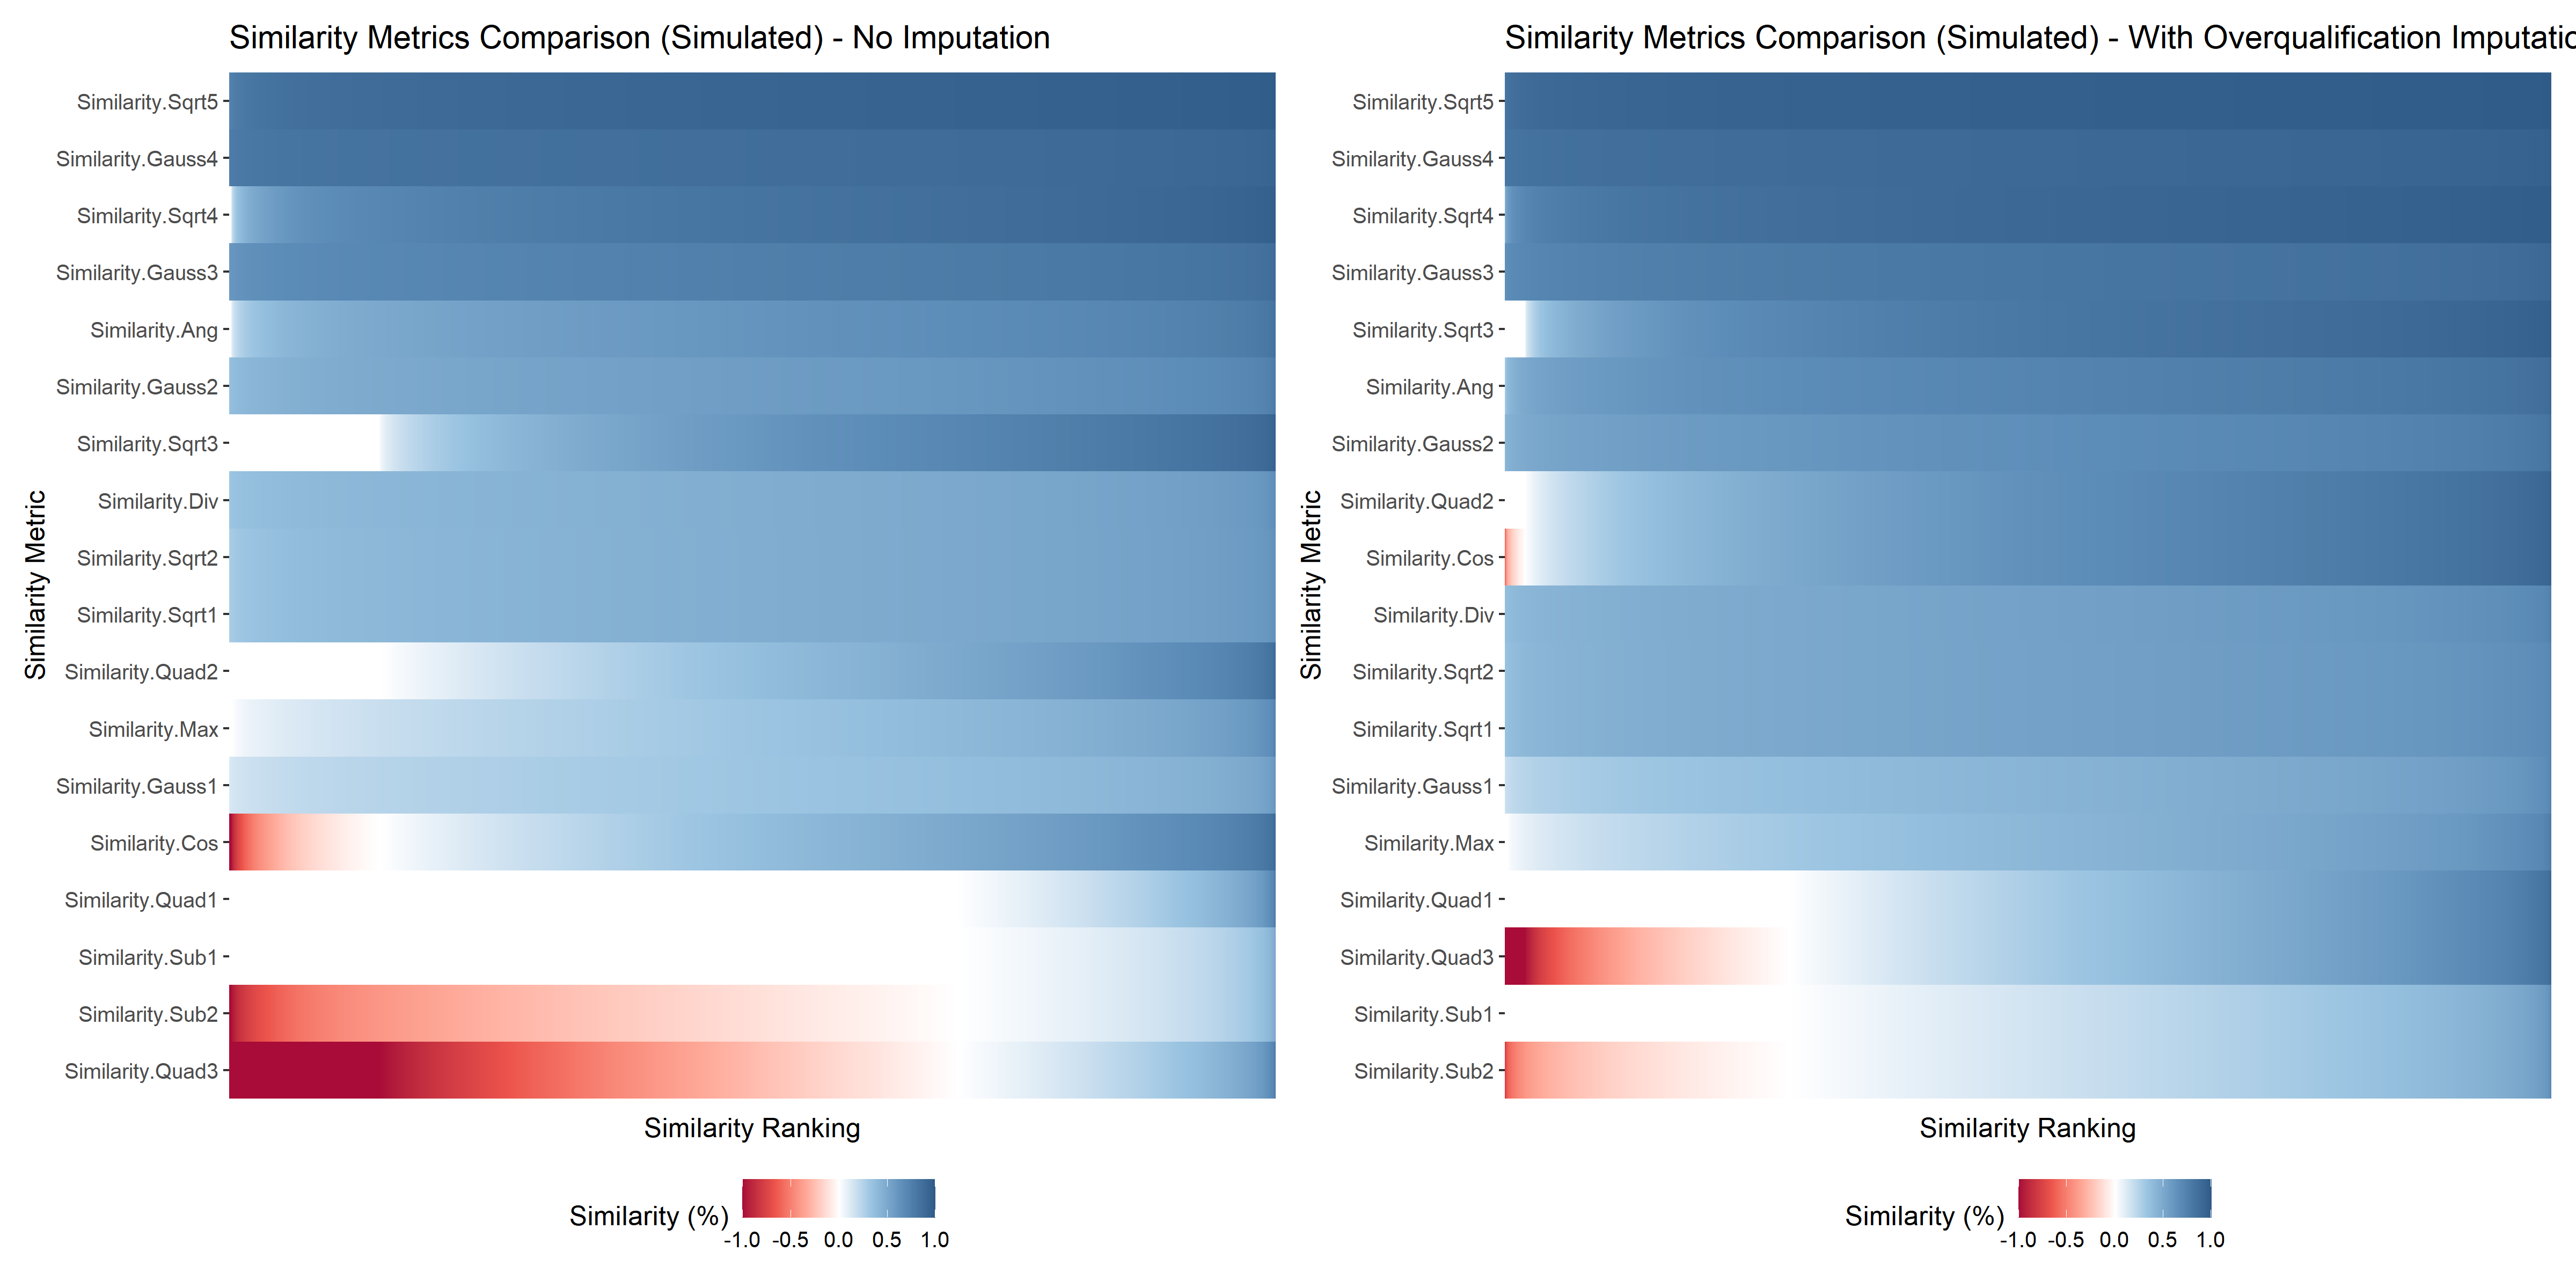 Similarity Metrics Comparison (Simulated) - No Imputation
Similarity Metric
Similarity.Sqrt5
Similarity.Gauss4
Similarity.Sqrt4
Similarity.Gauss3
Similarity.Ang
Similarity.Gauss2
Similarity.Sqrt3
Similarity.Div
Similarity.Sqrt2
Similarity.Sqrt1
Similarity.Quad2
Similarity.Max
Similarity.Gauss1
Similarity.Cos
Similarity.Quad1
Similarity.Sub1
Similarity.Sub2
Similarity.Quad3
Similarity Ranking
Similarity (%)
-1.0 -0.5 0.0 0.5 1.0
Similarity Metrics Comparison (Simulated) - With Overqualification Imputatio
Similarity Metric
Similarity.Sqrt5
Similarity.Gauss4
Similarity.Sqrt4
Similarity.Gauss3
Similarity.Sqrt3
Similarity.Ang
Similarity.Gauss2
Similarity.Quad2
Similarity.Cos
Similarity.Div
Similarity.Sqrt2
Similarity.Sqrt1
Similarity.Gauss1
Similarity.Max
Similarity.Quad1
Similarity.Quad3
Similarity.Sub1
Similarity.Sub2
Similarity Ranking
Similarity (%)
-1.0 -0.5 0.0 0.5 1.0